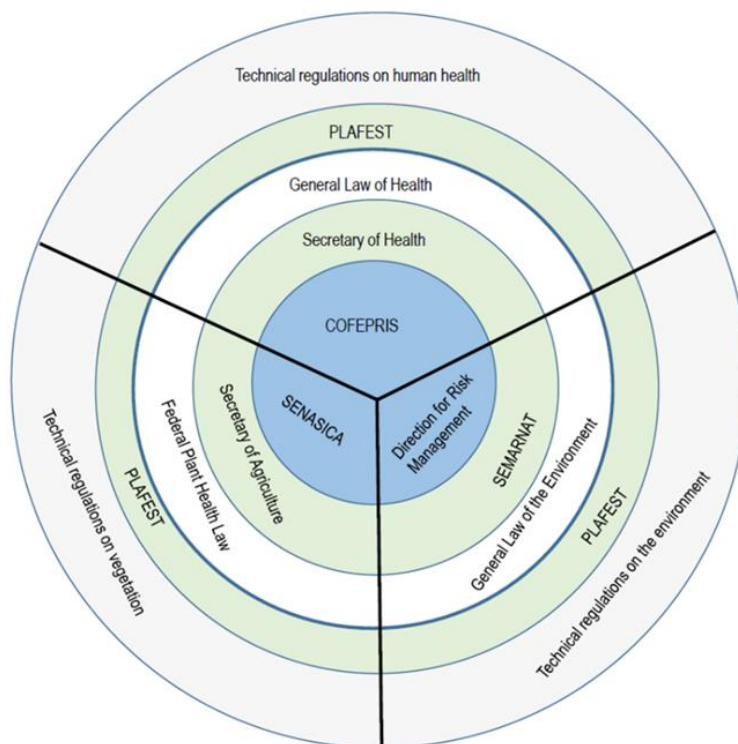 Technical regulations on human health
PLAFEST
General Law of Health
Secretary of Health
COFEPRIS
SENASICA
Secretary of Agriculture
Federal Plant Health Law
PLAFEST
Technical regulations on vegetation
Direction for Risk
Management
SEMARNAT
General Law of the Environment
PLAFEST
Technical regulations on the environment